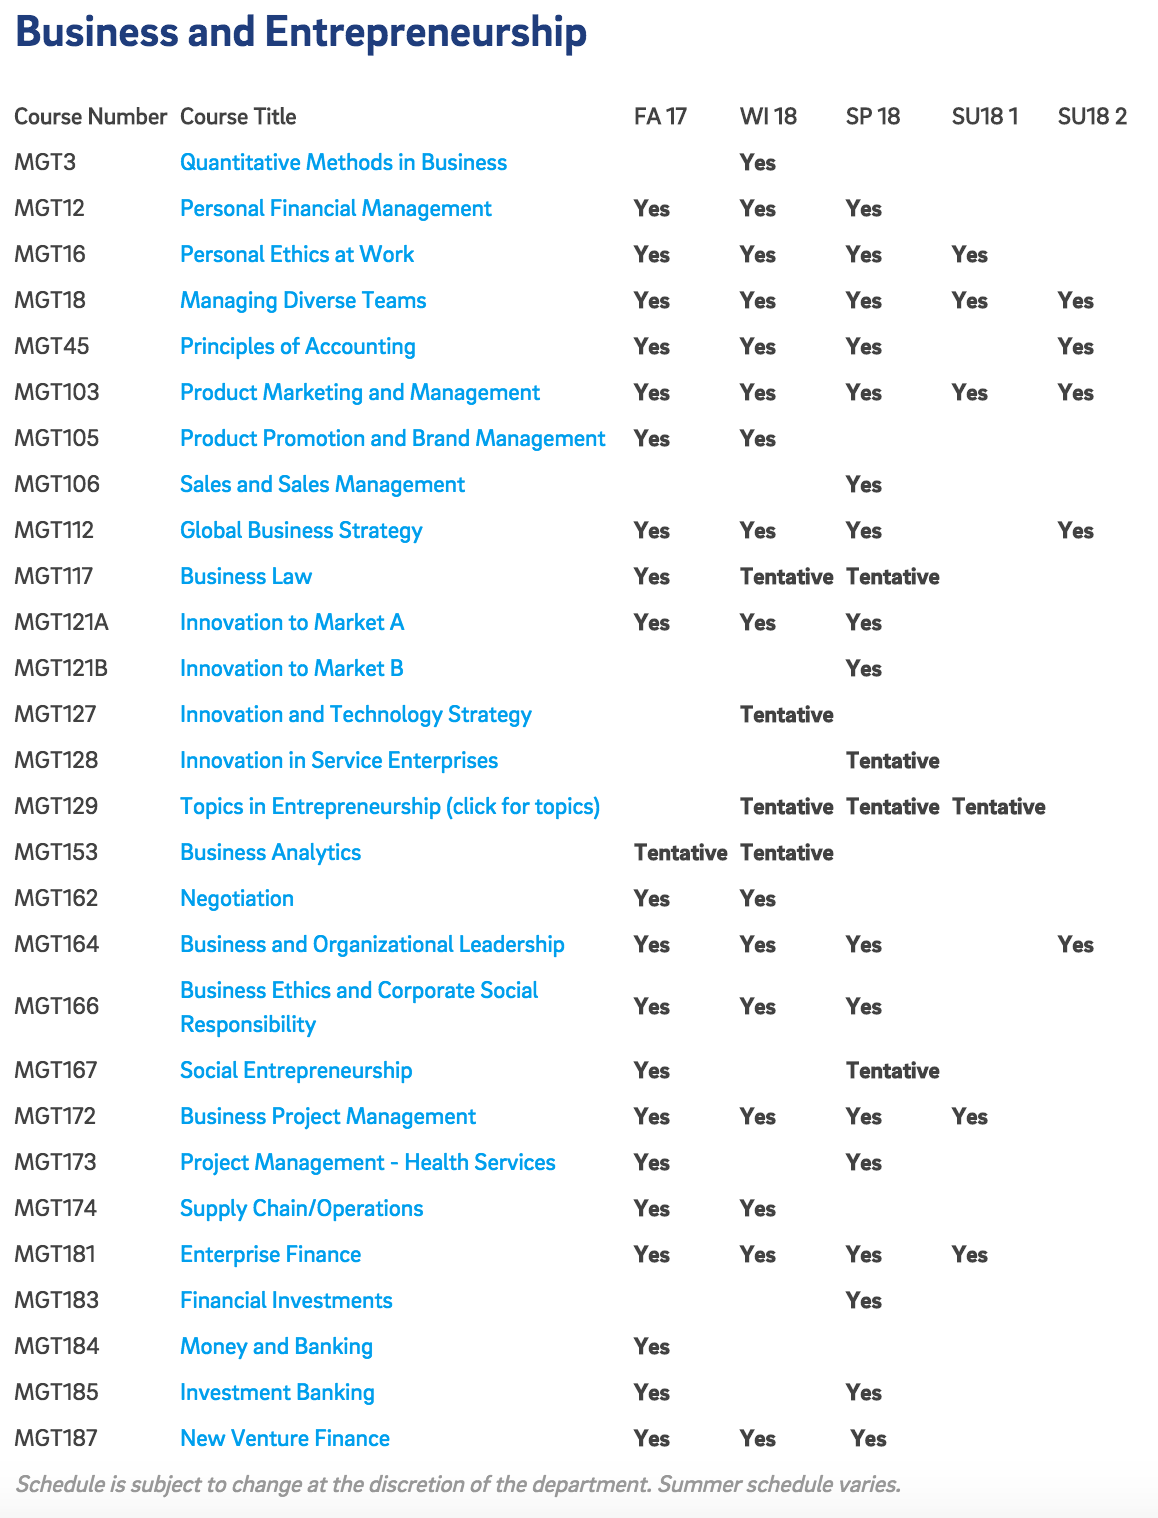 Business and Entrepreneurship
Course Number Course Title FA 17 WI 18 SP 18 SU18 1 SU18 2
MGT3 Quantitative Methods in Business Yes
MGT12 Personal Financial Management Yes Yes Yes
MGT16 Personal Ethics at Work Yes Yes Yes Yes
MGT18 Managing Diverse Teams Yes Yes Yes Yes Yes
MGT45 Principles of Accounting Yes Yes Yes Yes
MGT103 Product Marketing and Management Yes Yes Yes Yes Yes
MGT105 Product Promotion and Brand Management Yes Yes
MGT106 Sales and Sales Management Yes
MGT112 Global Business Strategy Yes Yes Yes Yes
MGT117 Business Law Yes Tentative Tentative
MGT121A Innovation to Market A Yes Yes Yes
MGT121B Innovation to Market B Yes
MGT127 Innovation and Technology Strategy Tentative
MGT128 Innovation in Service Enterprises Tentative
MGT129 Topics in Entrepreneurship (click for topics) Tentative Tentative Tentative
MGT153 Business Analytics Tentative Tentative
MGT162 Negotiation Yes Yes
MGT164 Business and Organizational Leadership Yes Yes Yes Yes
MGT166 Business Ethics and Corporate Social
Responsibility Yes Yes Yes
MGT167 Social Entrepreneurship Yes Tentative
MGT172 Business Project Management Yes Yes Yes Yes
MGT173 Project Management - Health Services Yes Yes
MGT174 Supply Chain/Operations Yes Yes
MGT181 Enterprise Finance Yes Yes Yes Yes
MGT183 Financial Investments Yes
MGT184 Money and Banking Yes
MGT185 Investment Banking Yes Yes
MGT187 New Venture Finance Yes Yes Yes
Schedule is subject to change at the discretion of the department. Summer schedule varies.